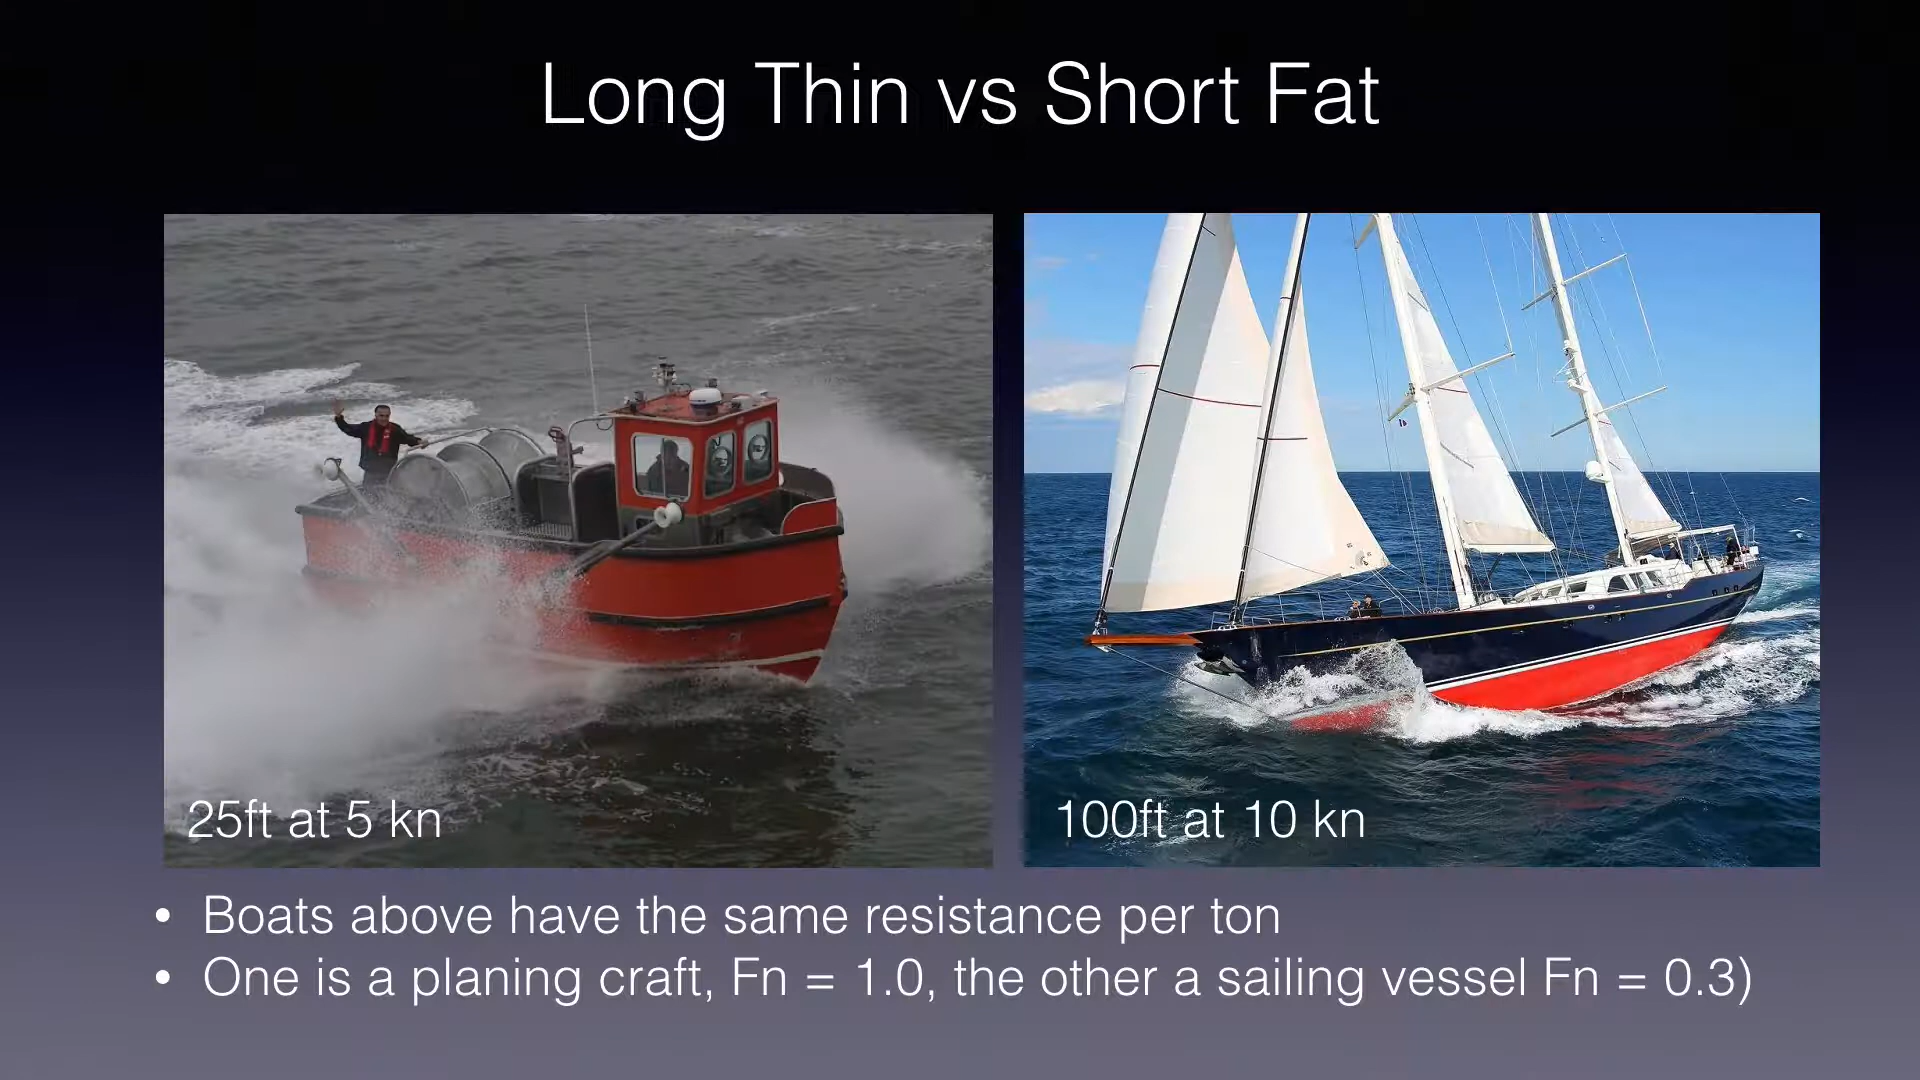 Long Thin vs Short Fat
25ft at 5 kn
100ft at 10 kn
• Boats above have the same resistance per ton
• One is a planing craft, Fn = 1.0, the other a sailing vessel Fn = 0.3)